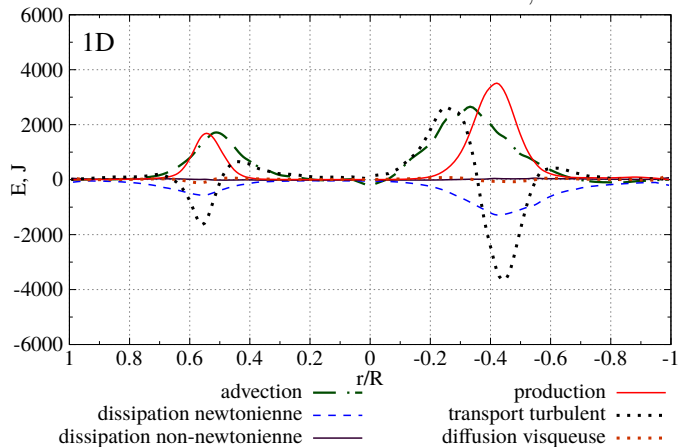 6000
4000
2000
0
-2000
-4000
-6000
E, J
1D
1 0.8 0.6 0.4 0.2 0 -0.2 -0.4 -0.6 -0.8 -1
r/R
advection production
dissipation newtonienne transport turbulent
dissipation non-newtonienne diffusion visqueuse